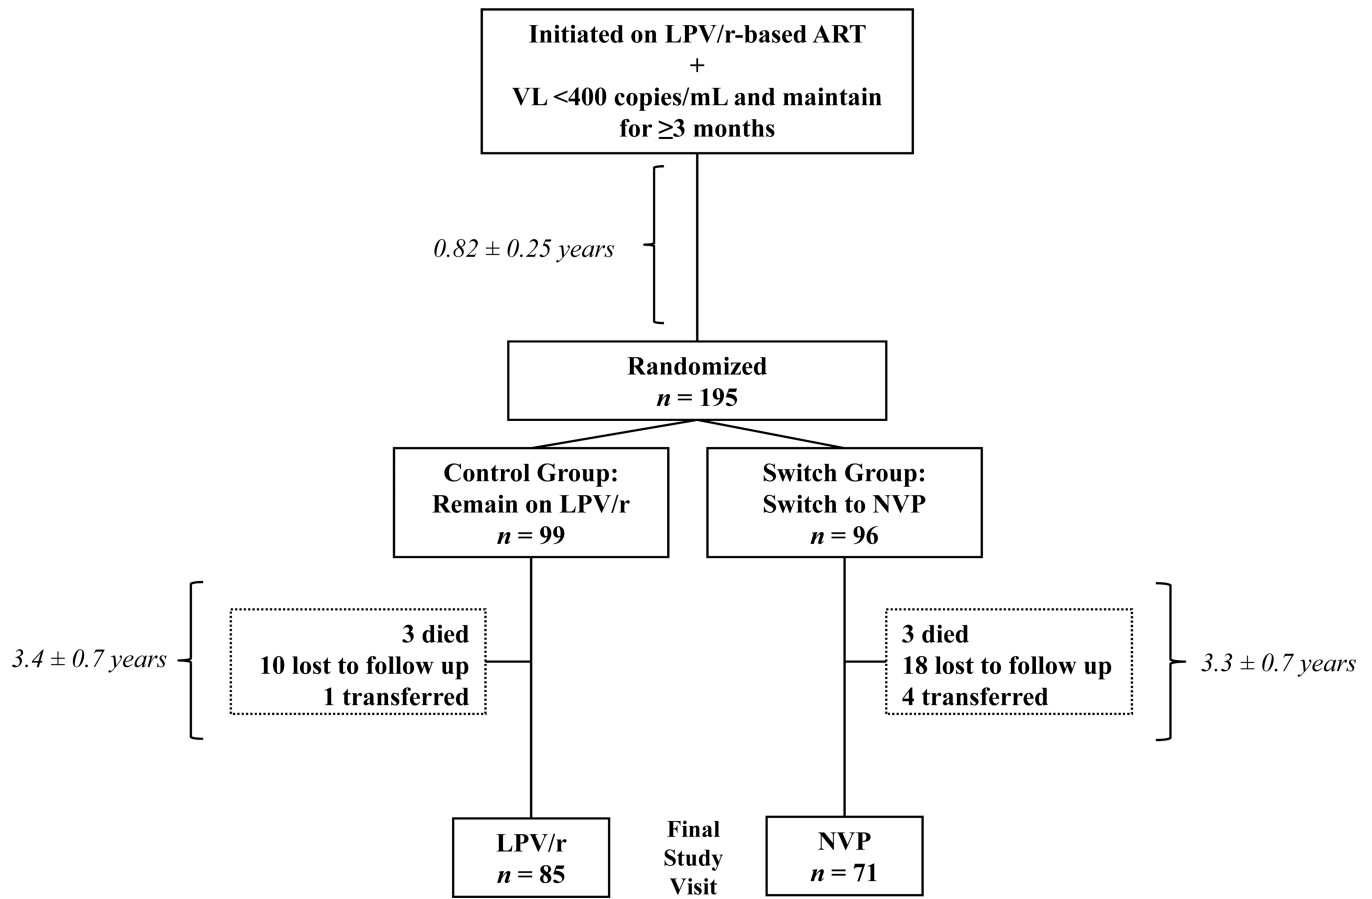 Initiated on LPV/r-based ART
+
VL <400 copies/mL and maintain
for ≥3 months
0.82 ± 0.25 years
Randomized
n = 195
Control Group:
Remain on LPV/r
n = 99
Switch Group:
Switch to NVP
n = 96
3.4 ± 0.7 years
3 died
10 lost to follow up
1 transferred
3 died
18 lost to follow up
4 transferred
3.3 ± 0.7 years
LPV/r
n = 85
Final
Study
Visit
NVP
n = 71